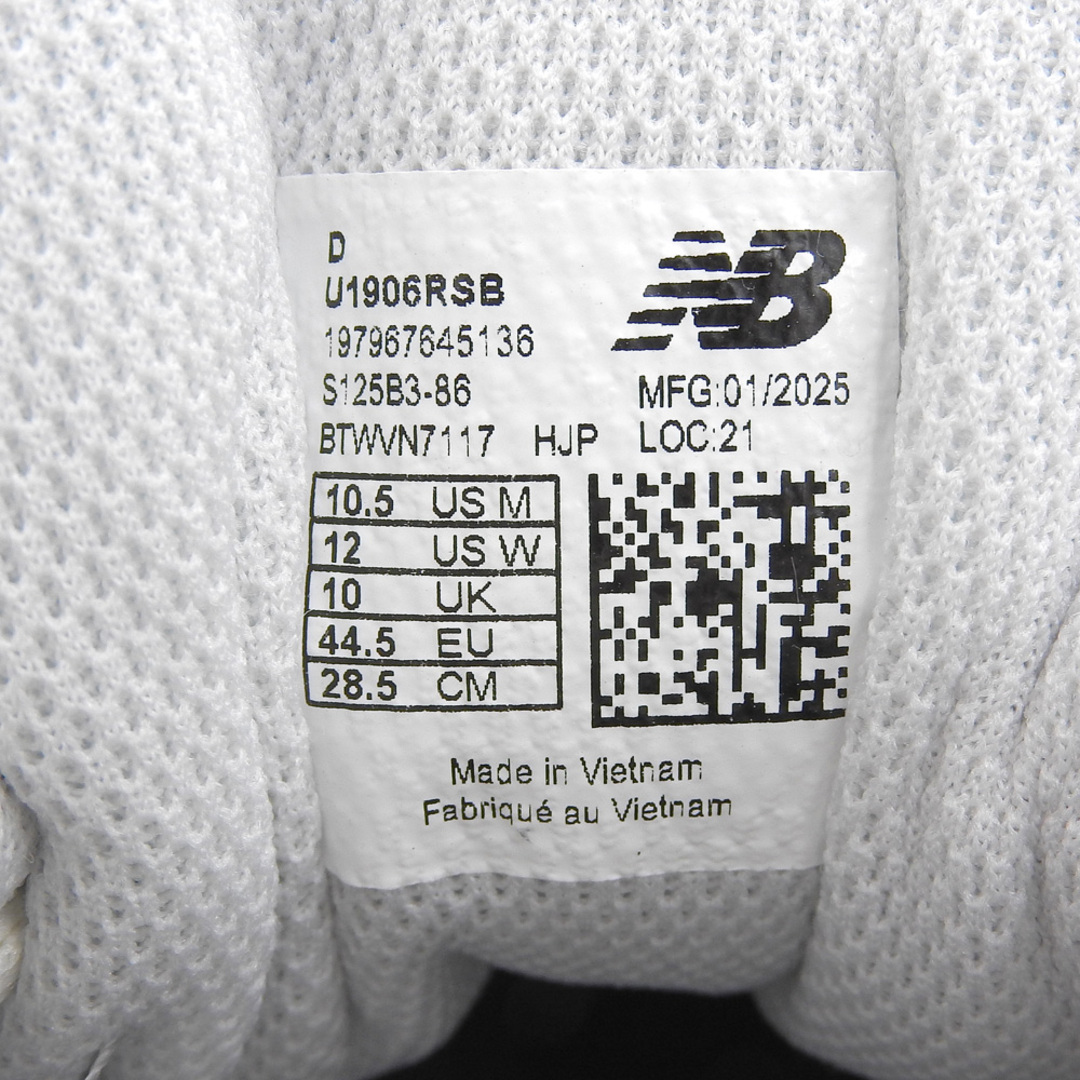 D
U1906RSB
197967645136
S125B3-86
MFG:01/2025
BTWVN7117 HJP LOC:21
10.5 US M
12 US W
10 UK
44.5 EU
28.5 CM
NB
Made in Vietnam
Fabriqué au Vietnam